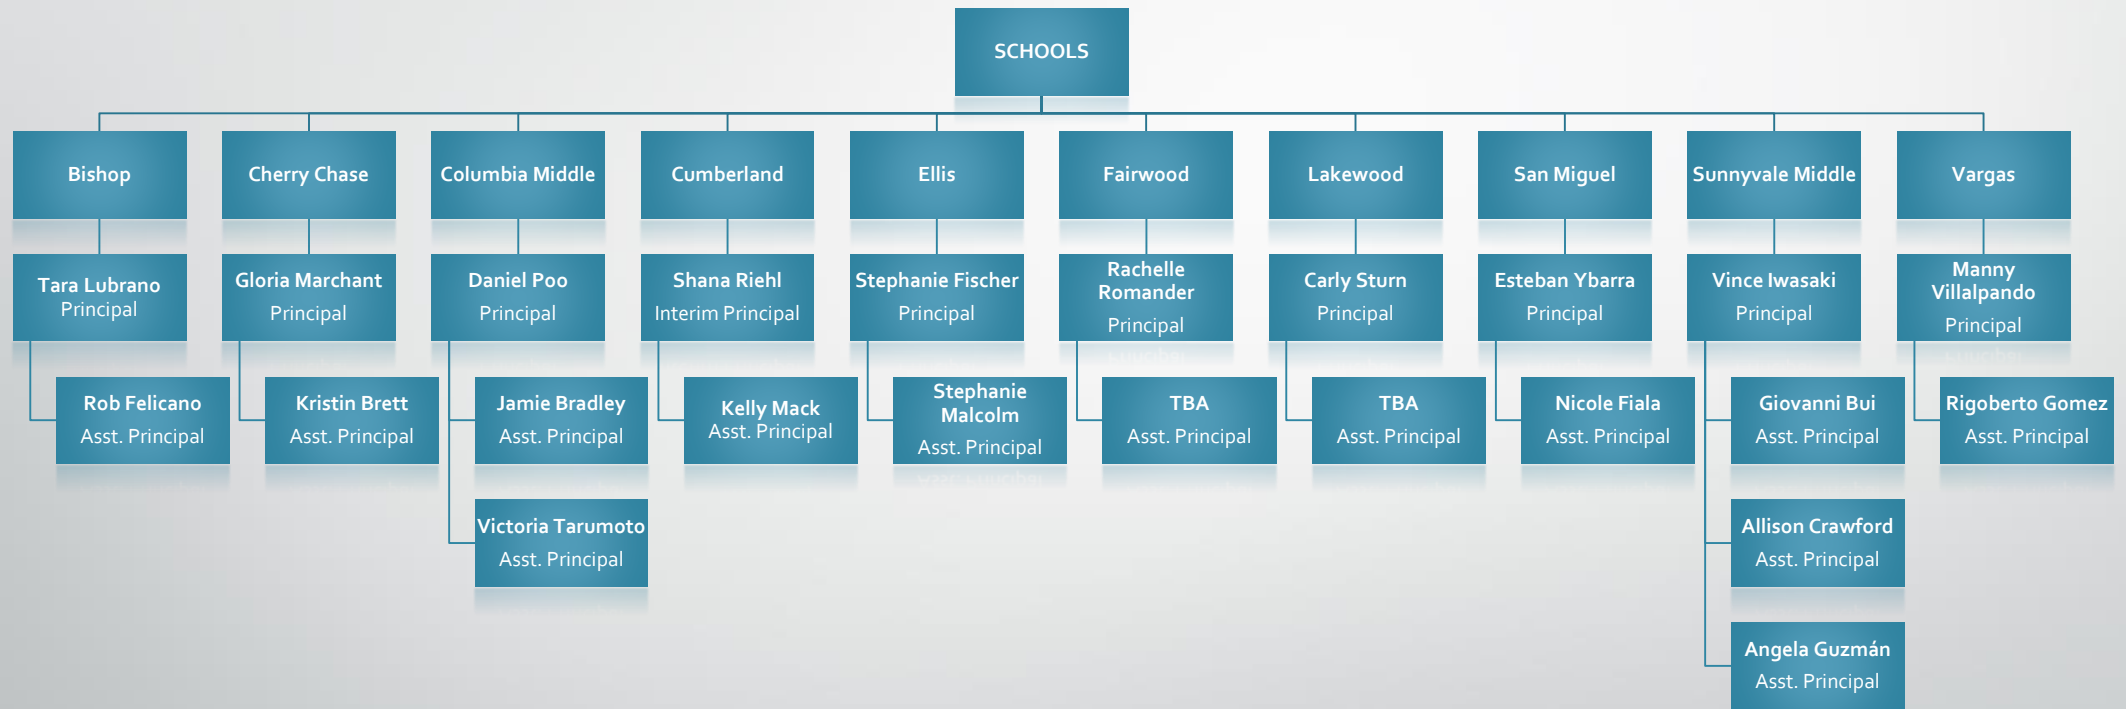 SCHOOLS
Bishop
Cherry Chase
Columbia Middle
Cumberland
Ellis
Fairwood
Lakewood
San Miguel
Sunnyvale Middle
Vargas
Tara Lubrano
Principal
Gloria Marchant
Principal
Daniel Poo
Principal
Shana Riehl
Interim Principal
Stephanie Fischer
Principal
Rachelle
Romander
Principal
Carly Sturn
Principal
Esteban Ybarra
Principal
Vince Iwasaki
Principal
Manny
Villalpando
Principal
Rob Felicano
Asst. Principal
Kristin Brett
Asst. Principal
Jamie Bradley
Asst. Principal
Kelly Mack
Asst. Principal
Stephanie
Malcolm
Asst. Principal
TBA
Asst. Principal
TBA
Asst. Principal
Nicole Fiala
Asst. Principal
Giovanni Bui
Asst. Principal
Rigoberto Gomez
Asst. Principal
Victoria Tarumoto
Asst. Principal
Allison Crawford
Asst. Principal
Angela Guzmán
Asst. Principal